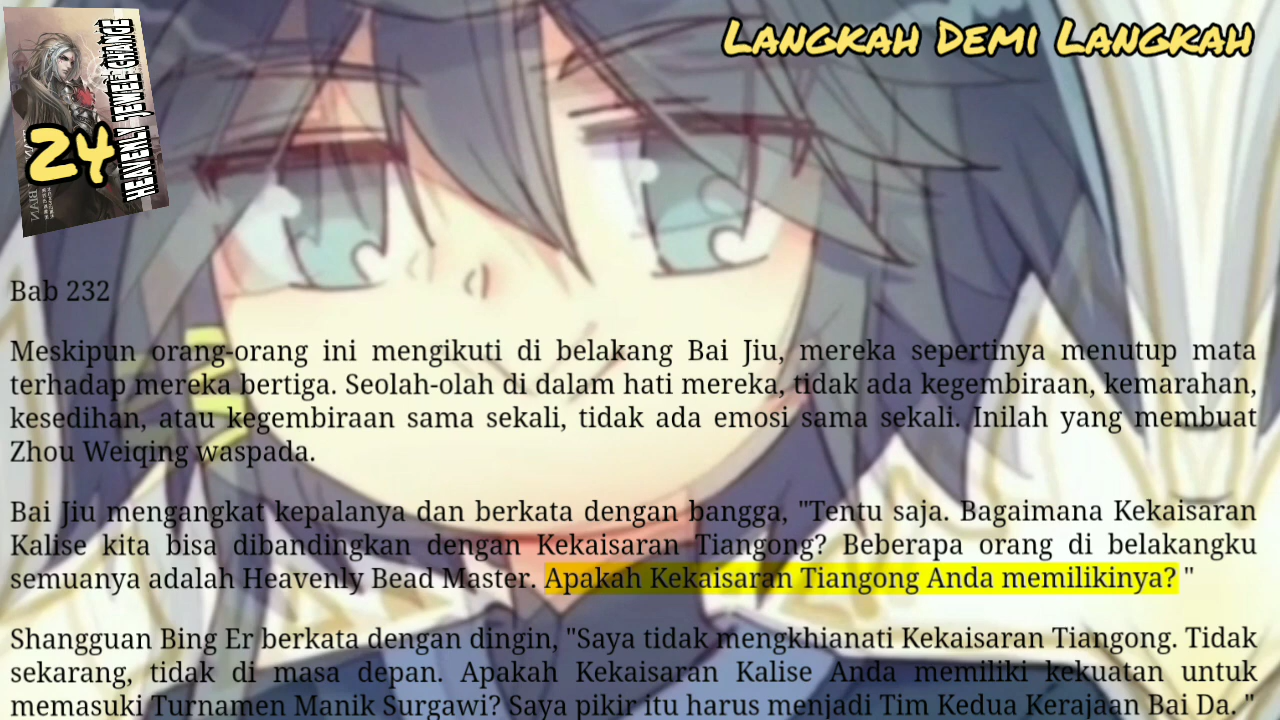 Langkah Demi Langkah
24
HEAVENLY JEWEL CHANGE
Bab 232
Meskipun orang-orang ini mengikuti di belakang Bai Jiu, mereka sepertinya menutup mata
terhadap mereka bertiga. Seolah-olah di dalam hati mereka, tidak ada kegembiraan, kemarahan,
kesedihan, atau kegembiraan sama sekali, tidak ada emosi sama sekali. Inilah yang membuat
Zhou Weiqing waspada.
Bai Jiu mengangkat kepalanya dan berkata dengan bangga, "Tentu saja. Bagaimana Kekaisaran
Kalise kita bisa dibandingkan dengan Kekaisaran Tiangong? Beberapa orang di belakangku
semuanya adalah Heavenly Bead Master. Apakah Kekaisaran Tiangong Anda memilikinya? "
Shangguan Bing Er berkata dengan dingin, "Saya tidak mengkhianati Kekaisaran Tiangong. Tidak
sekarang, tidak di masa depan. Apakah Kekaisaran Kalise Anda memiliki kekuatan untuk
memasuki Turnamen Manik Surgawi? Saya pikir itu harus menjadi Tim Kedua Kerajaan Bai Da. "